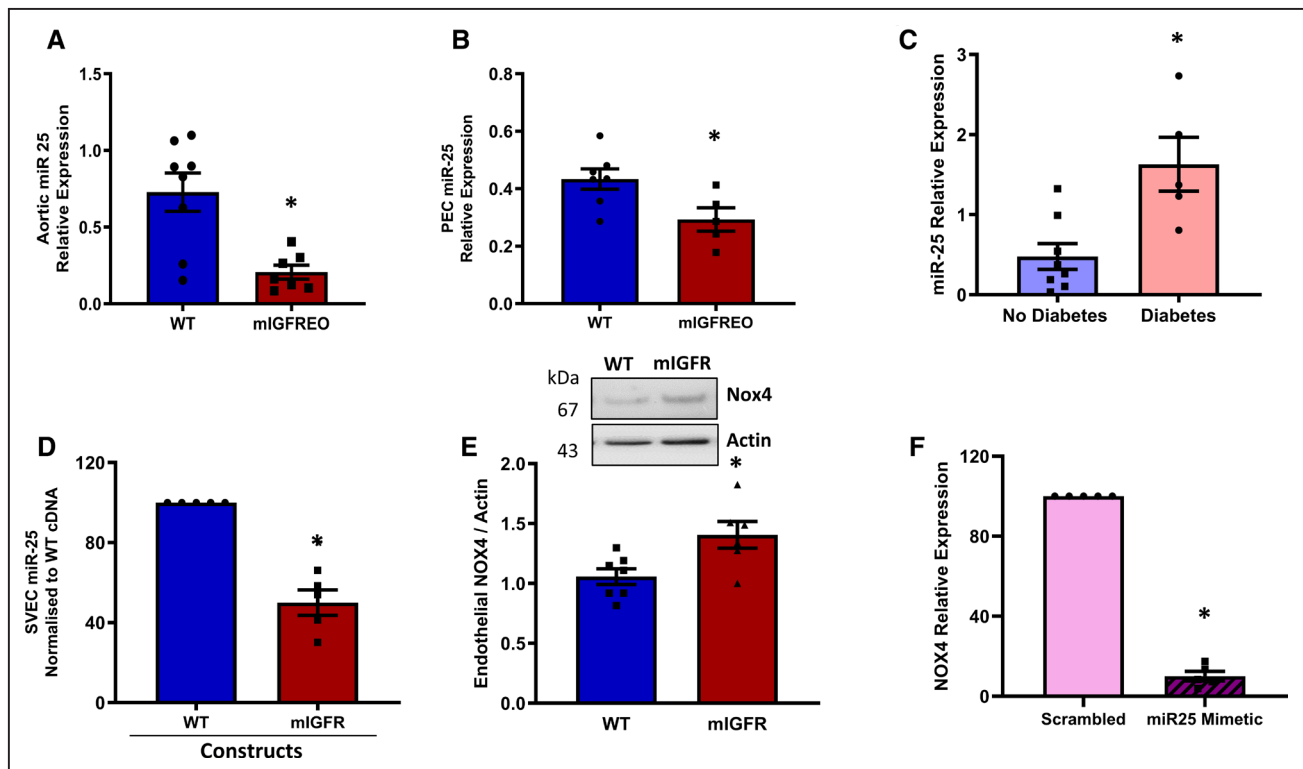 A
Aortic miR 25
Relative Expression
1.5
1.0
0.5
0.0
*
WT
mIGFREO
B
PEC miR-25
Relative Expression
0.8
0.6
0.4
0.2
0.0
*
WT
mIGFREO
C
miR-25 Relative Expression
3
2
1
0
*
No Diabetes
Diabetes
D
SVEC miR-25
Normalised to WT cDNA
120
80
40
0
*
WT
mIGFR
Constructs
E
WT mIGFR
kDa
67
Nox4
43
Actin
Endothelial NOX4 / Actin
2.0
1.5
1.0
0.5
0.0
*
WT
mIGFR
F
NOX4 Relative Expression
120
100
80
60
40
20
0
*
Scrambled
miR25 Mimetic